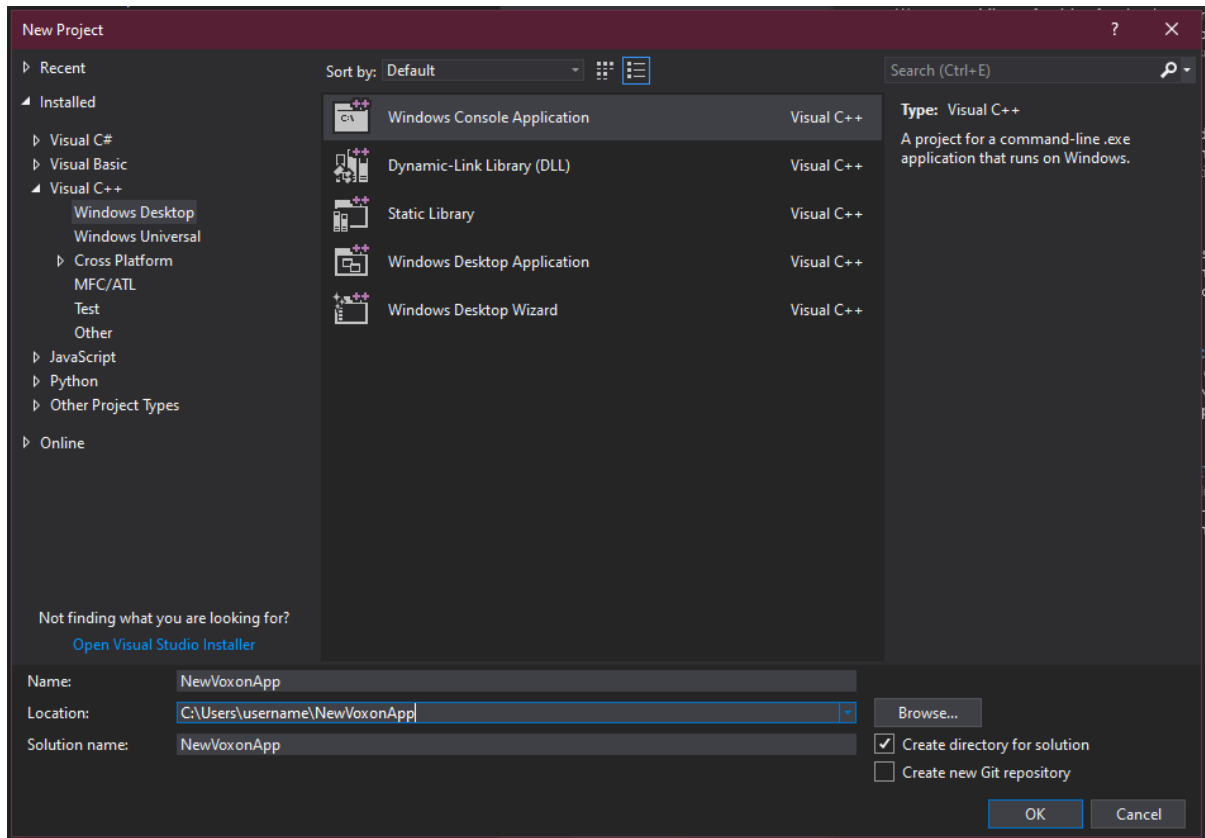 New Project
?
Recent
Installed
Visual C#
Visual Basic
Visual C++
Windows Desktop
Windows Universal
Cross Platform
MFC/ATL
Test
Other
JavaScript
Python
Other Project Types
Online
Not finding what you are looking for?
Open Visual Studio Installer
Sort by: Default
Windows Console Application Visual C++
Dynamic-Link Library (DLL) Visual C++
Static Library Visual C++
Windows Desktop Application Visual C++
Windows Desktop Wizard Visual C++
Search (Ctrl+E)
Type: Visual C++
A project for a command-line .exe
application that runs on Windows.
Name: NewVoxonApp
Location: C:\Users\username\NewVoxonApp
Browse...
Solution name: NewVoxonApp
Create directory for solution
Create new Git repository
OK Cancel